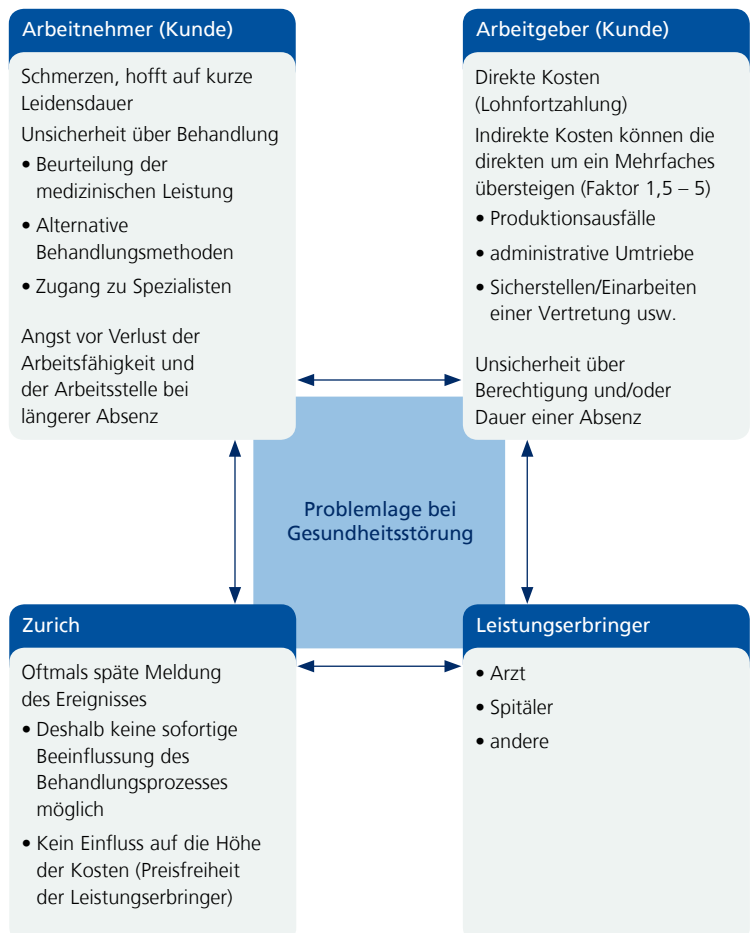 Arbeitnehmer (Kunde)
Schmerzen, hofft auf kurze
Leidensdauer
Unsicherheit über Behandlung
• Beurteilung der
medizinischen Leistung
• Alternative
Behandlungsmethoden
• Zugang zu Spezialisten
Angst vor Verlust der
Arbeitsfähigkeit und
der Arbeitsstelle bei
längerer Absenz
Arbeitgeber (Kunde)
Direkte Kosten
(Lohnfortzahlung)
Indirekte Kosten können die
direkten um ein Mehrfaches
übersteigen (Faktor 1,5 – 5)
• Produktionsausfälle
• administrative Umtriebe
• Sicherstellen/Einarbeiten
einer Vertretung usw.
Unsicherheit über
Berechtigung und/oder
Dauer einer Absenz
Problemlage bei
Gesundheitsstörung
Zurich
Oftmals späte Meldung
des Ereignisses
• Deshalb keine sofortige
Beeinflussung des
Behandlungsprozesses
möglich
• Kein Einfluss auf die Höhe
der Kosten (Preisfreiheit
der Leistungserbringer)
Leistungserbringer
• Arzt
• Spitäler
• andere